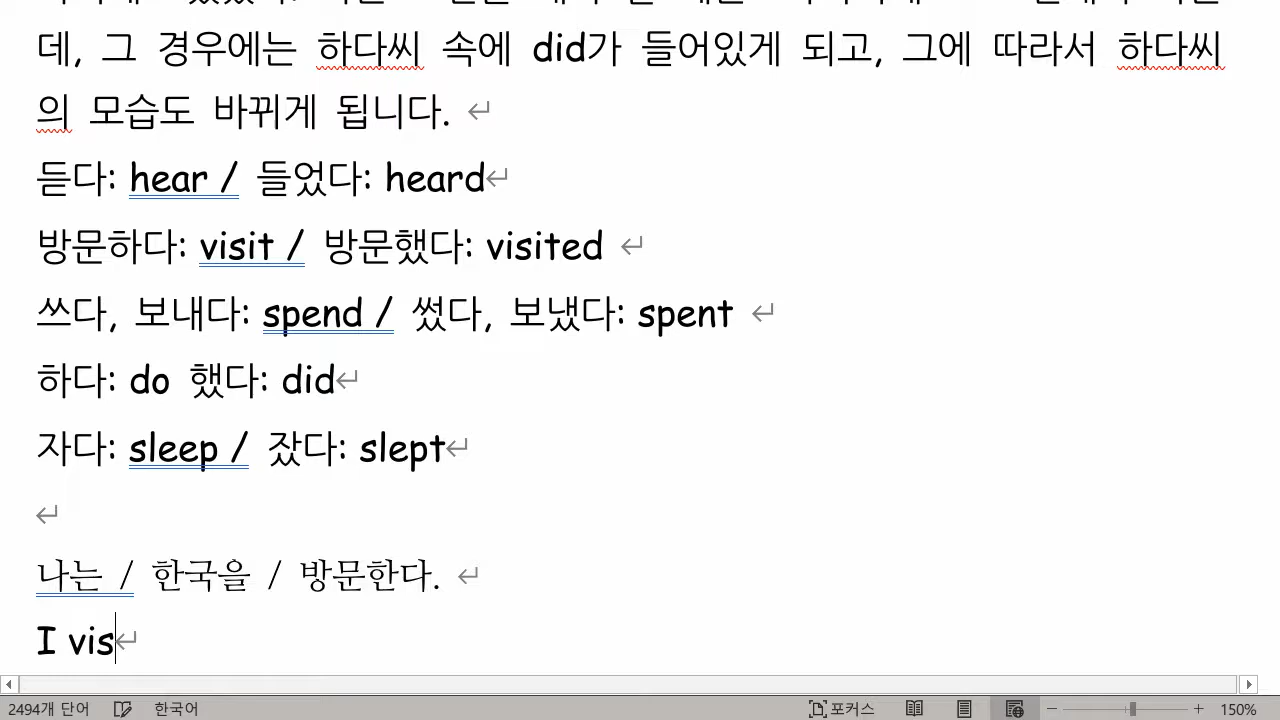 데, 그 경우에는 하다씨 속에 did가 들어있게 되고, 그에 따라서 하다씨
의 모습도 바뀌게 됩니다.
듣다: hear / 들었다: heard
방문하다: visit / 방문했다: visited
쓰다, 보내다: spend / 썼다, 보냈다: spent
하다: do 했다: did
자다: sleep / 잤다: slept
나는 / 한국을 / 방문한다.
I vis
2494개 단어 한국어 포커스 150%